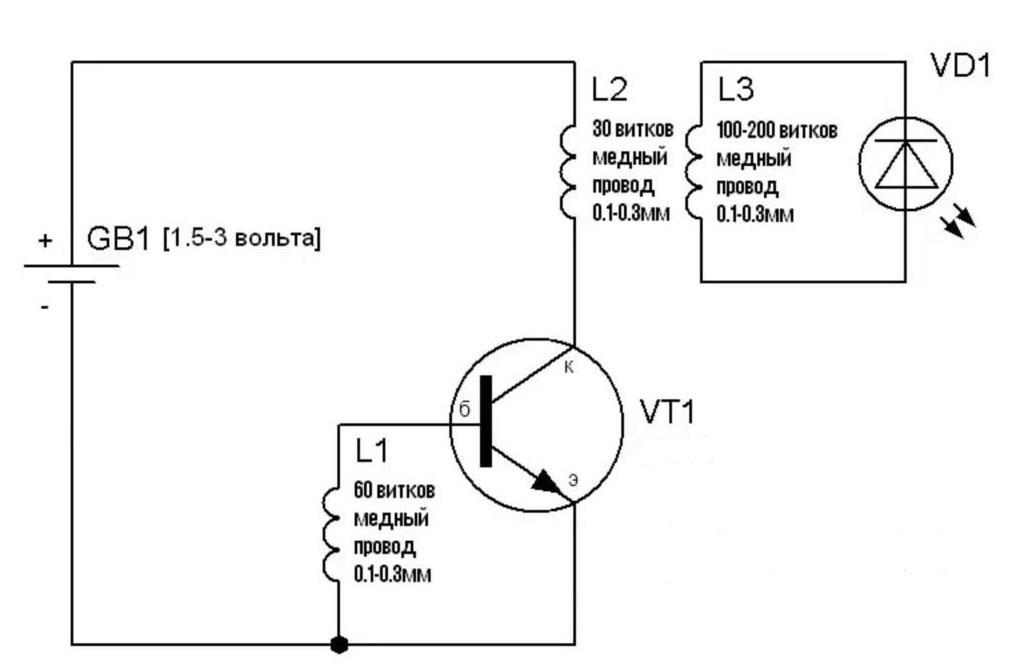 VD1
L2
30 витков
медный
провод
0.1-0.3мм
L3
100-200 витков
медный
провод
0.1-0.3мм
+
GB1 [1.5-3 вольта]
-
к
б
э
VT1
L1
60 витков
медный
провод
0.1-0.3мм